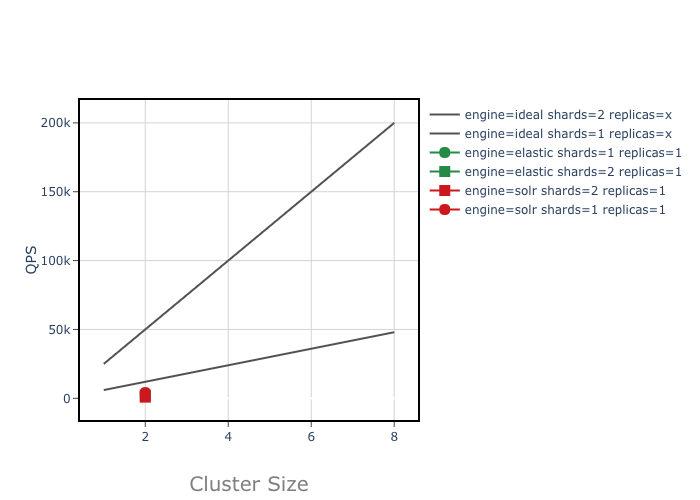 engine=ideal shards=2 replicas=x
engine=ideal shards=1 replicas=x
engine=elastic shards=1 replicas=1
engine=elastic shards=2 replicas=1
engine=solr shards=2 replicas=1
engine=solr shards=1 replicas=1
200k
150k
100k
50k
0
QPS
2 4 6 8
Cluster Size